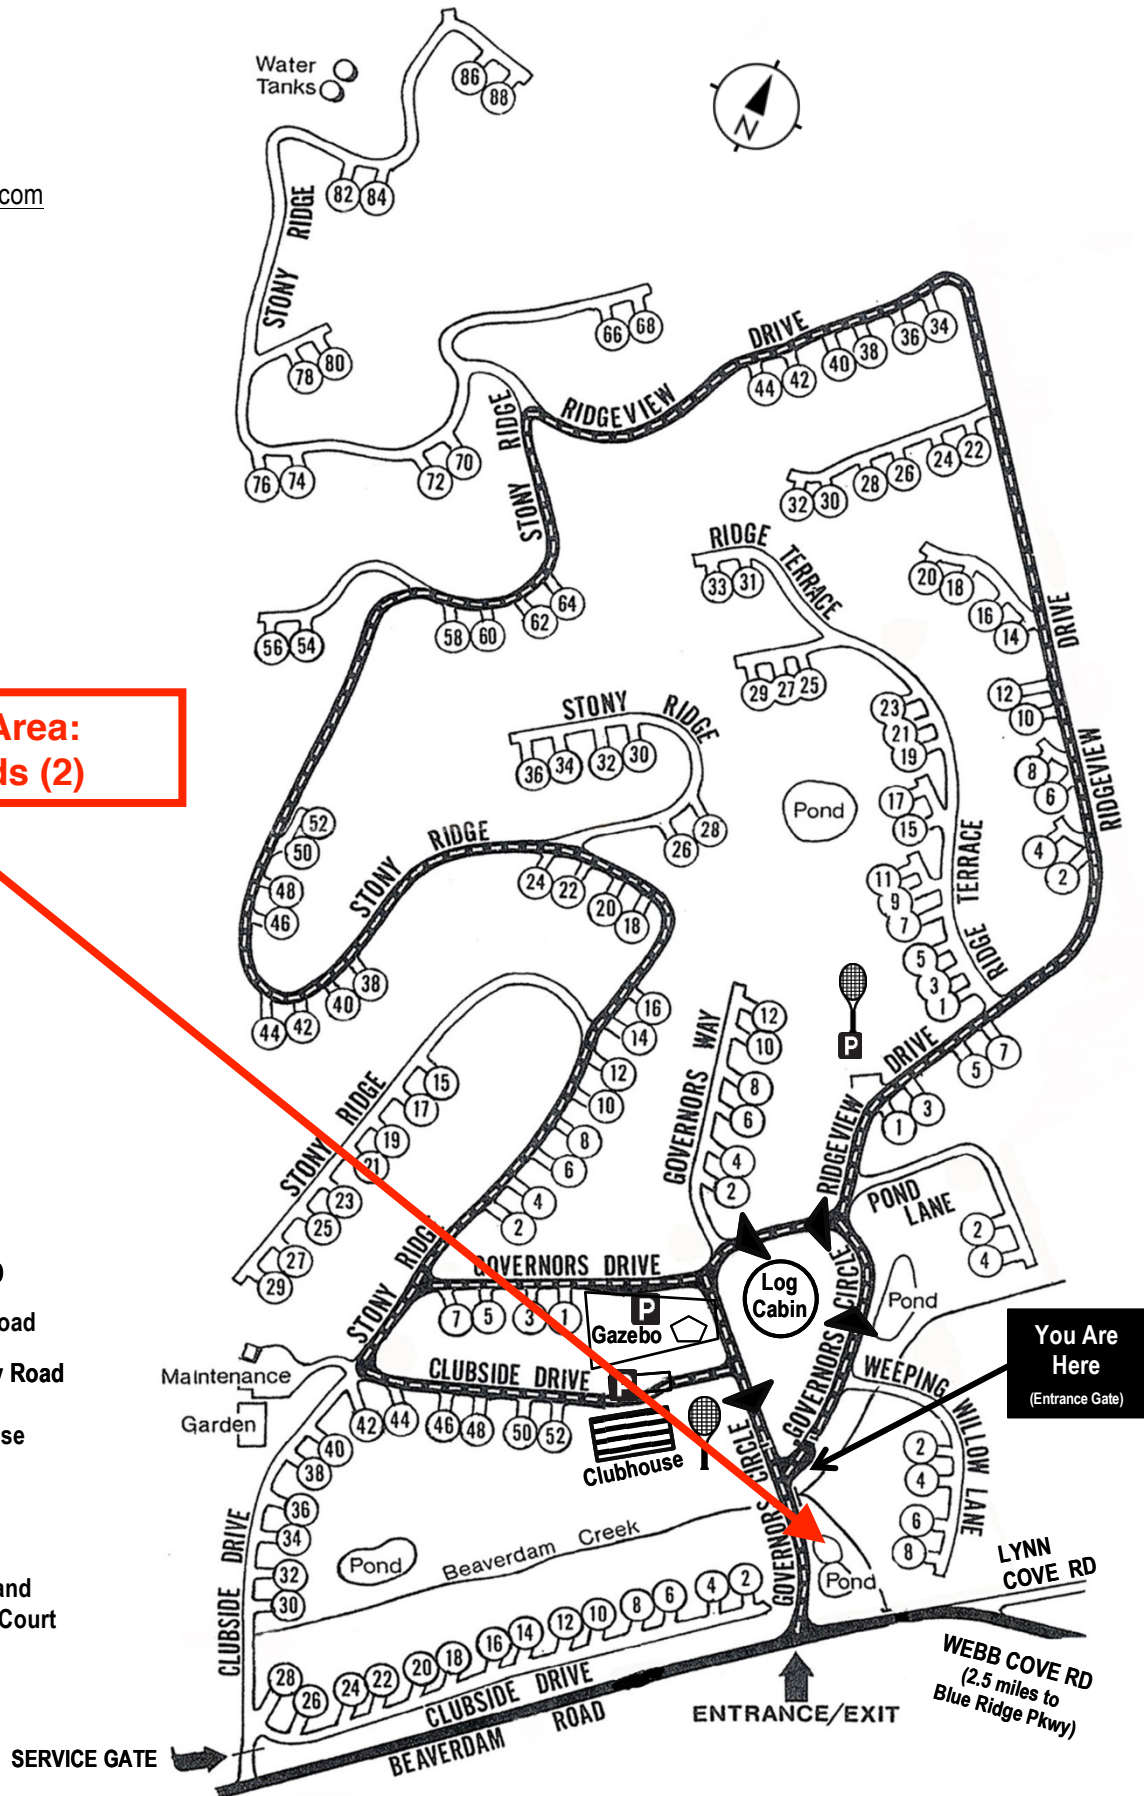 Water
Tanks
86
88
N
com
82
84
STONY RIDGE
66
68
78
80
DRIVE
34
36
38
40
42
44
RIDGEVIEW
STONY RIDGE
76
74
72
70
22
24
26
28
30
32
RIDGE TERRACE
33
31
20
18
16
14
DRIVE
56
54
58
60
62
64
29
27
25
12
10
8
6
4
2
RIDGEVIEW
Area:
ds (2)
STONY RIDGE
36
34
32
30
28
26
23
21
19
17
15
11
9
7
5
3
1
TERRACE
RIDGE
Pond
52
50
48
46
STONY RIDGE
24
22
20
18
44
42
40
38
16
14
12
10
8
6
4
2
STONY RIDGE
15
17
19
21
23
25
27
29
GOVERNORS WAY
12
10
8
6
4
2
P
DRIVE
7
5
3
1
RIDGEVIEW
POND
LANE
2
4
STONY RIDGE
GOVERNORS DRIVE
7
5
3
1
P
Gazebo
Log
Cabin
GOVERNORS CIRCLE
Pond
You Are
Here
(Entrance Gate)
oad
y Road
se
and
Court
Maintenance
Garden
CLUBSIDE DRIVE
P
42
44
46
48
50
52
Clubhouse
GOVERNORS CIRCLE
WEEPING
WILLOW LANE
2
4
6
8
40
38
36
34
32
30
CLUBSIDE DRIVE
Pond
Beaverdam Creek
Pond
LYNN
COVE RD
28
26
24
22
20
18
16
14
12
10
8
6
4
2
CLUBSIDE DRIVE
BEAVERDAM ROAD
ENTRANCE/EXIT
WEBB COVE RD
(2.5 miles to
Blue Ridge Pkwy)
SERVICE GATE